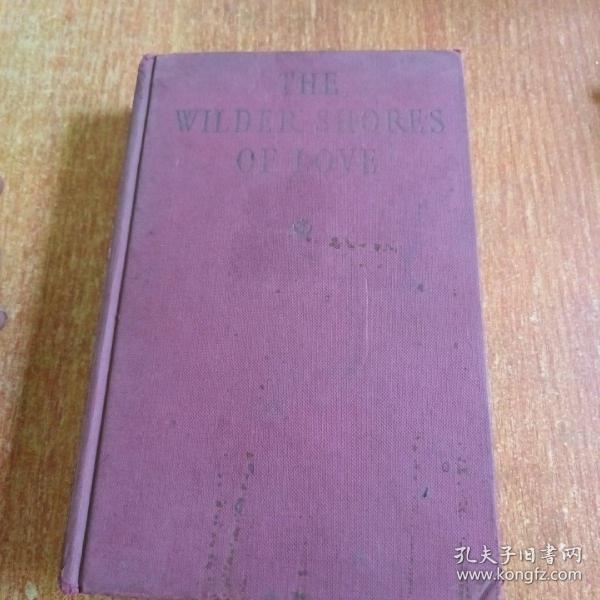 THE
WILDER SHORES
OF LOVE
孔夫子旧书网
www.kongfz.com